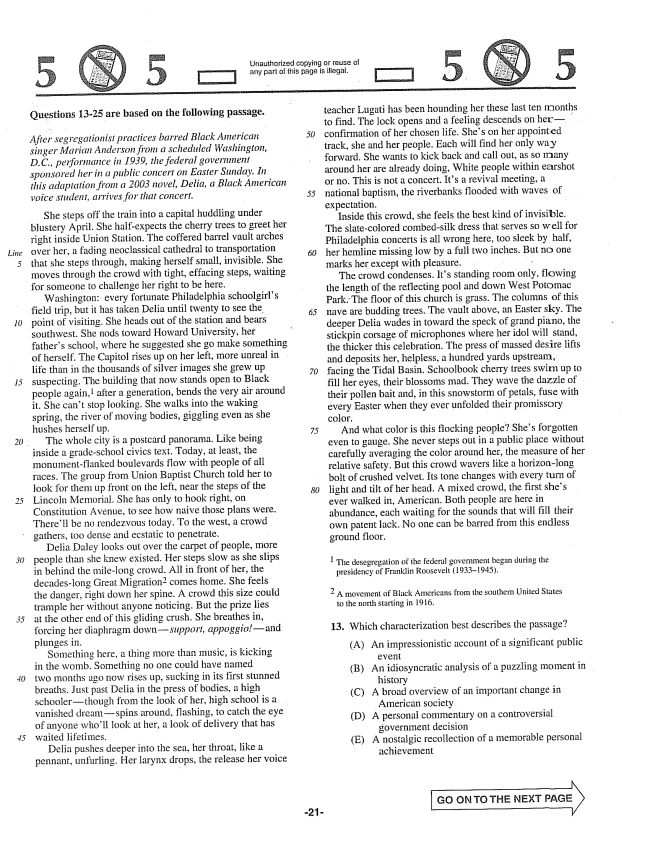 5 5 5 5
Unauthorized copying or reuse of
any part of this page is illegal.
Questions 13-25 are based on the following passage.
After segregationist practices barred Black American
singer Marian Anderson from a scheduled Washington,
D.C., performance in 1939, the federal government
sponsored her in a public concert on Easter Sunday. In
this adaptation from a 2003 novel, Delia, a Black American
voice student, arrives for that concert.
She steps off the train into a capital huddling under
blustery April. She half-expects the cherry trees to greet her
right inside Union Station. The coffered barrel vault arches
Line over her, a fading neoclassical cathedral to transportation
5 that she steps through, making herself small, invisible. She
moves through the crowd with tight, effacing steps, waiting
for someone to challenge her right to be here.
Washington: every fortunate Philadelphia schoolgirl's
field trip, but it has taken Delia until twenty to see the
10 point of visiting. She heads out of the station and bears
southwest. She nods toward Howard University, her
father's school, where he suggested she go make something
of herself. The Capitol rises up on her left, more unreal in
life than in the thousands of silver images she grew up
15 suspecting. The building that now stands open to Black
people again,1 after a generation, bends the very air around
it. She can't stop looking. She walks into the waking
spring, the river of moving bodies, giggling even as she
hushes herself up.
20 The whole city is a postcard panorama. Like being
inside a grade-school civics text. Today, at least, the
monument-flanked boulevards flow with people of all
races. The group from Union Baptist Church told her to
look for them up front on the left, near the steps of the
25 Lincoln Memorial. She has only to hook right, on
Constitution Avenue, to see how naive those plans were.
There'll be no rendezvous today. To the west, a crowd
gathers, too dense and ecstatic to penetrate.
Delia Daley looks out over the carpet of people, more
30 people than she knew existed. Her steps slow as she slips
in behind the mile-long crowd. All in front of her, the
decades-long Great Migration2 comes home. She feels
the danger, right down her spine. A crowd this size could
trample her without anyone noticing. But the prize lies
35 at the other end of this gliding crush. She breathes in,
forcing her diaphragm down—support, appoggio!—and
plunges in.
Something here, a thing more than music, is kicking
in the womb. Something no one could have named
40 two months ago now rises up, sucking in its first stunned
breaths. Just past Delia in the press of bodies, a high
schooler—though from the look of her, high school is a
vanished dream—spins around, flashing, to catch the eye
of anyone who'll look at her, a look of delivery that has
45 waited lifetimes.
Delia pushes deeper into the sea, her throat, like a
pennant, unfurling. Her larynx drops, the release her voice
teacher Lugati has been hounding her these last ten months
to find. The lock opens and a feeling descends on her—
50 confirmation of her chosen life. She's on her appointed
track, she and her people. Each will find her only way
forward. She wants to kick back and call out, as so many
around her are already doing, White people within earshot
or no. This is not a concert. It's a revival meeting, a
55 national baptism, the riverbanks flooded with waves of
expectation.
Inside this crowd, she feels the best kind of invisible.
The slate-colored combed-silk dress that serves so well for
Philadelphia concerts is all wrong here, too sleek by half,
60 her hemline missing low by a full two inches. But no one
marks her except with pleasure.
The crowd condenses. It's standing room only, flowing
the length of the reflecting pool and down West Potomac
Park. The floor of this church is grass. The columns of this
65 nave are budding trees. The vault above, an Easter sky. The
deeper Delia wades in toward the speck of grand piano, the
stickpin corsage of microphones where her idol will stand,
the thicker this celebration. The press of massed desire lifts
and deposits her, helpless, a hundred yards upstream,
70 facing the Tidal Basin. Schoolbook cherry trees swim up to
fill her eyes, their blossoms mad. They wave the dazzle of
their pollen bait and, in this snowstorm of petals, fuse with
every Easter when they ever unfolded their promissory
color.
75 And what color is this flocking people? She's forgotten
even to gauge. She never steps out in a public place without
carefully averaging the color around her, the measure of her
relative safety. But this crowd wavers like a horizon-long
bolt of crushed velvet. Its tone changes with every turn of
80 light and tilt of her head. A mixed crowd, the first she's
ever walked in, American. Both people are here in
abundance, each waiting for the sounds that will fill their
own patent lack. No one can be barred from this endless
ground floor.
1 The desegregation of the federal government began during the
presidency of Franklin Roosevelt (1933–1945).
2 A movement of Black Americans from the southern United States
to the north starting in 1916.
13. Which characterization best describes the passage?
(A) An impressionistic account of a significant public
event
(B) An idiosyncratic analysis of a puzzling moment in
history
(C) A broad overview of an important change in
American society
(D) A personal commentary on a controversial
government decision
(E) A nostalgic recollection of a memorable personal
achievement
GO ON TO THE NEXT PAGE
-21-